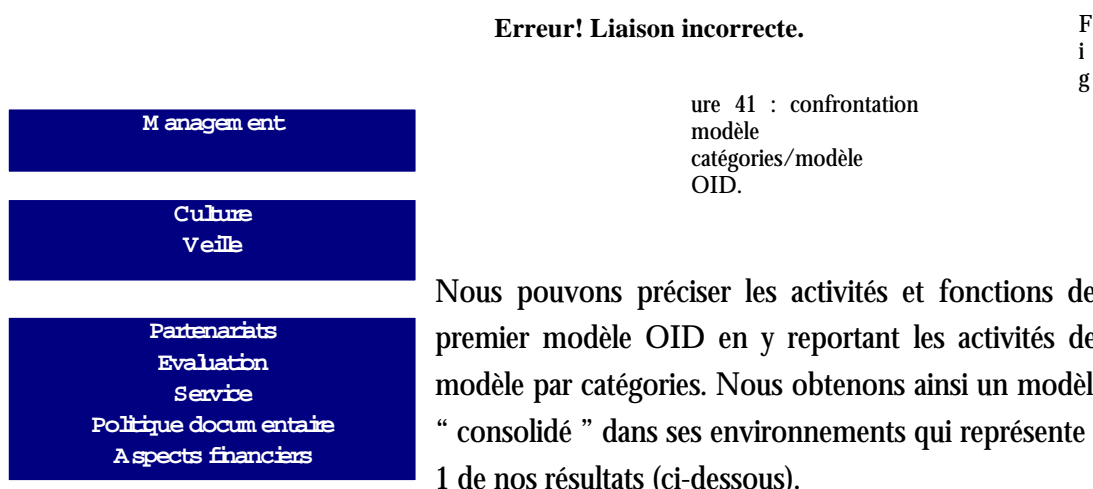 Erreur! Liaison incorrecte.
F
i
g
ure 41 : confrontation
modèle
catégories/modèle
OID.
Management
Culture
Veille
Partenariats
Evaluation
Service
Politique documentaire
Aspects financiers
Nous pouvons préciser les activités et fonctions de
premier modèle OID en y reportant les activités de
modèle par catégories. Nous obtenons ainsi un modèl
“ consolidé ” dans ses environnements qui représente
1 de nos résultats (ci-dessous).